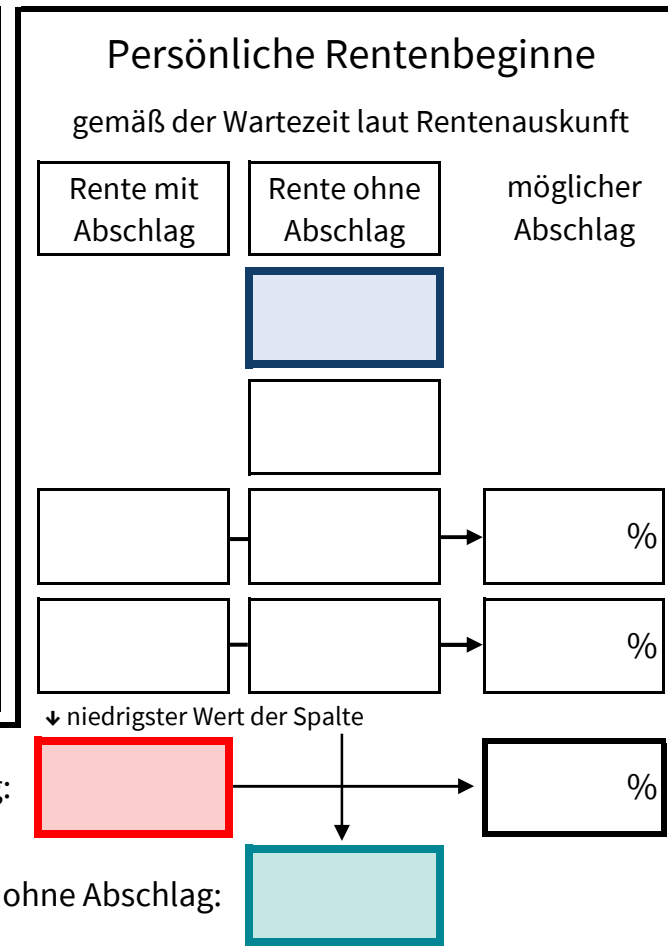 Persönliche Rentenbeginne
gemäß der Wartezeit laut Rentenauskunft
Rente mit
Abschlag
Rente ohne
Abschlag
möglicher
Abschlag
%
%
↓ niedrigster Wert der Spalte
%
ohne Abschlag: